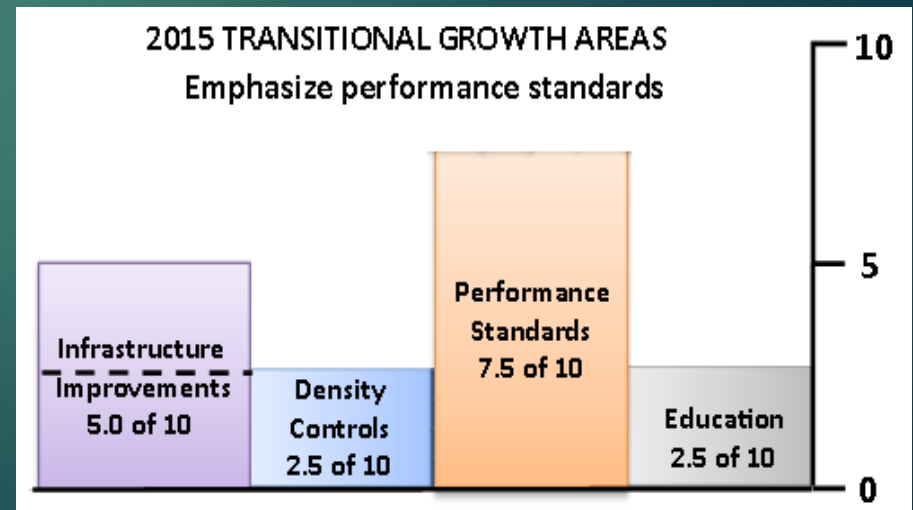 2015 TRANSITIONAL GROWTH AREAS
Emphasize performance standards
10
5
0
Infrastructure
Improvements
5.0 of 10
Density
Controls
2.5 of 10
Performance
Standards
7.5 of 10
Education
2.5 of 10